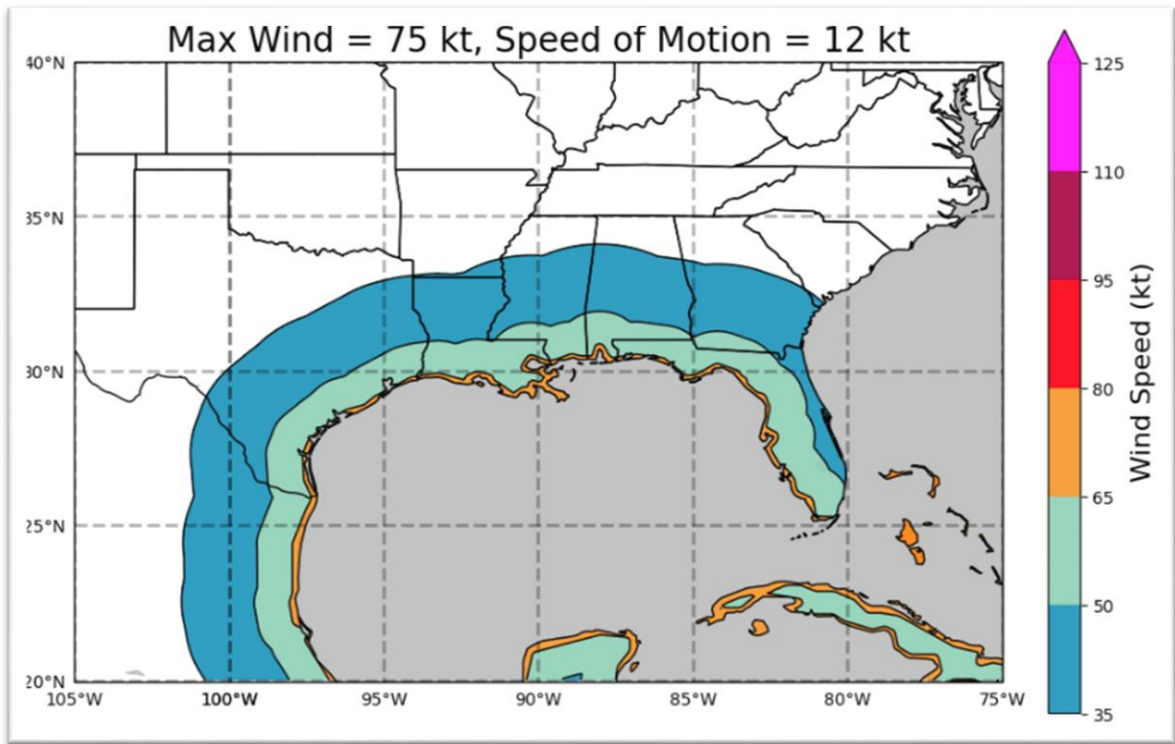 Max Wind = 75 kt, Speed of Motion = 12 kt
40°N
35°N
30°N
25°N
20°N
105°W 100°W 95°W 90°W 85°W 80°W 75°W
125
110
95
80
65
50
35
Wind Speed (kt)